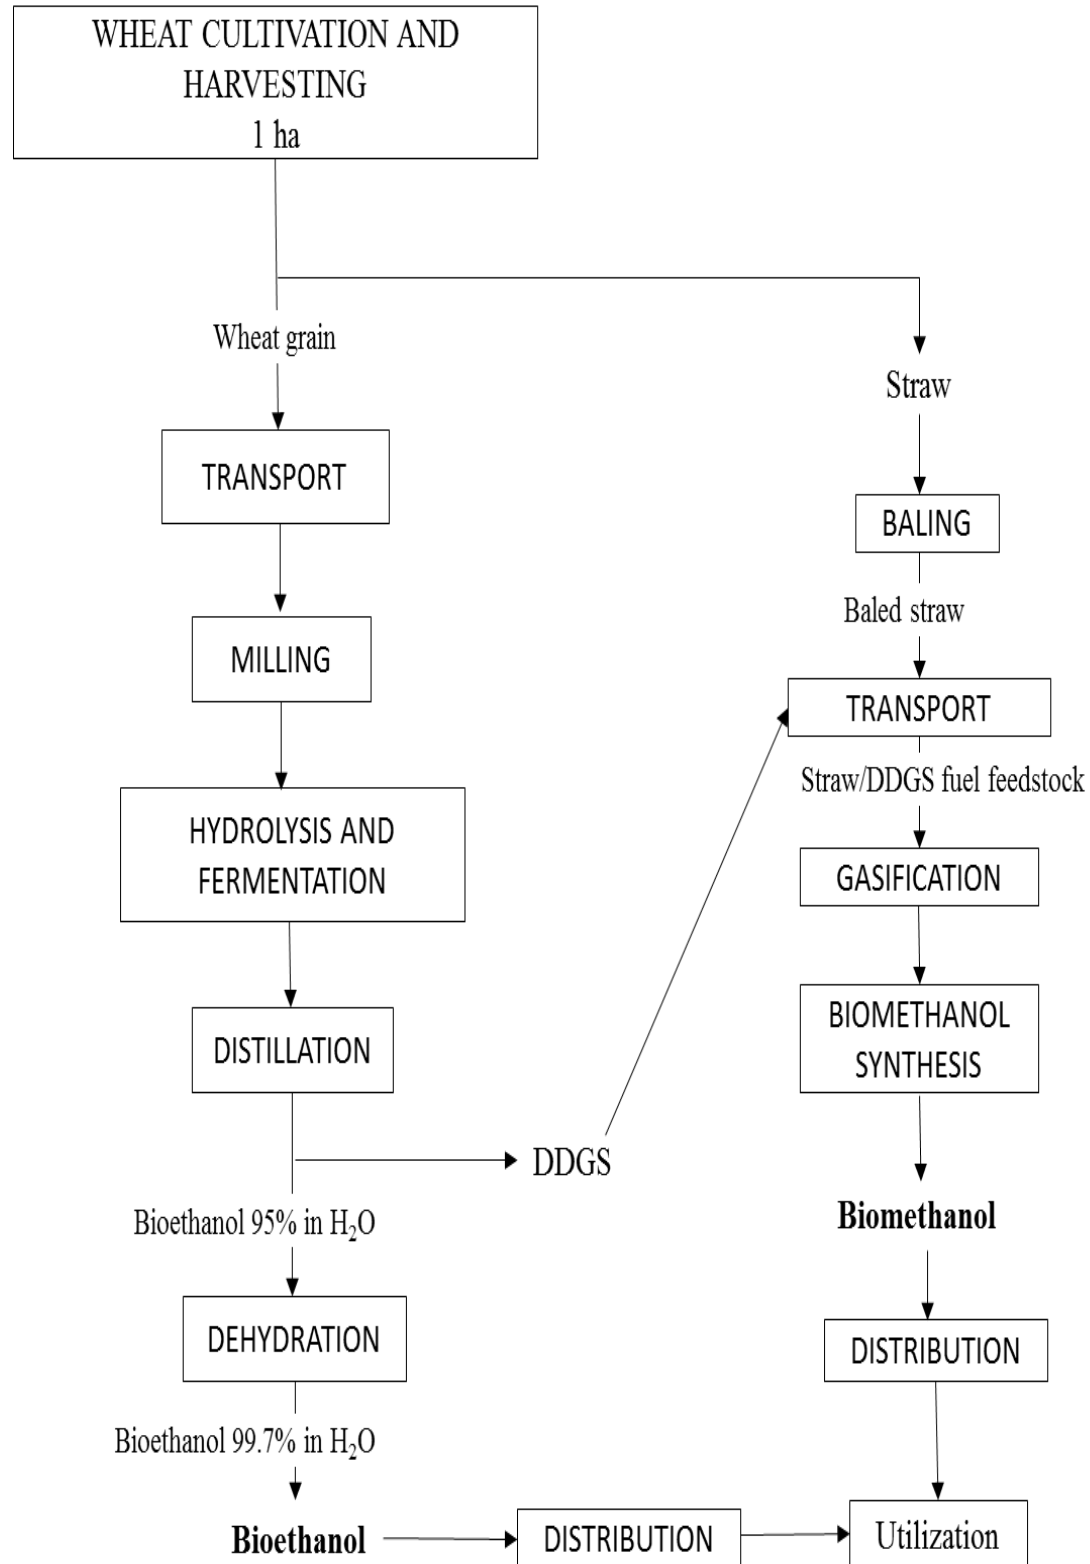 WHEAT CULTIVATION AND
HARVESTING
1 ha
Wheat grain
Straw
TRANSPORT
BALING
Baled straw
MILLING
TRANSPORT
Straw/DDGS fuel feedstock
HYDROLYSIS AND
FERMENTATION
GASIFICATION
DISTILLATION
BIOMETHANOL
SYNTHESIS
DDGS
Bioethanol 95% in H₂O
Biomethanol
DEHYDRATION
DISTRIBUTION
Bioethanol 99.7% in H₂O
Bioethanol
DISTRIBUTION
Utilization